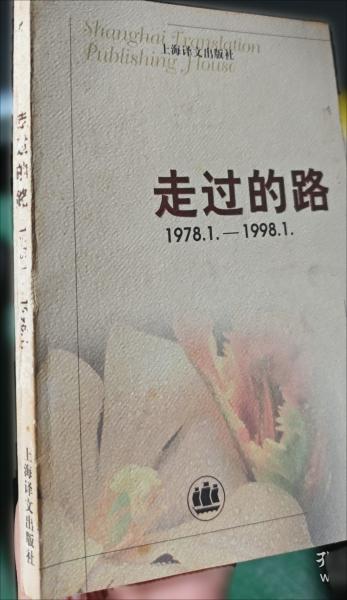 Shanghai Translation
Publishing House
上海译文出版社
走过的路
1978.1.—1998.1.
走过的路
上海译文出版社